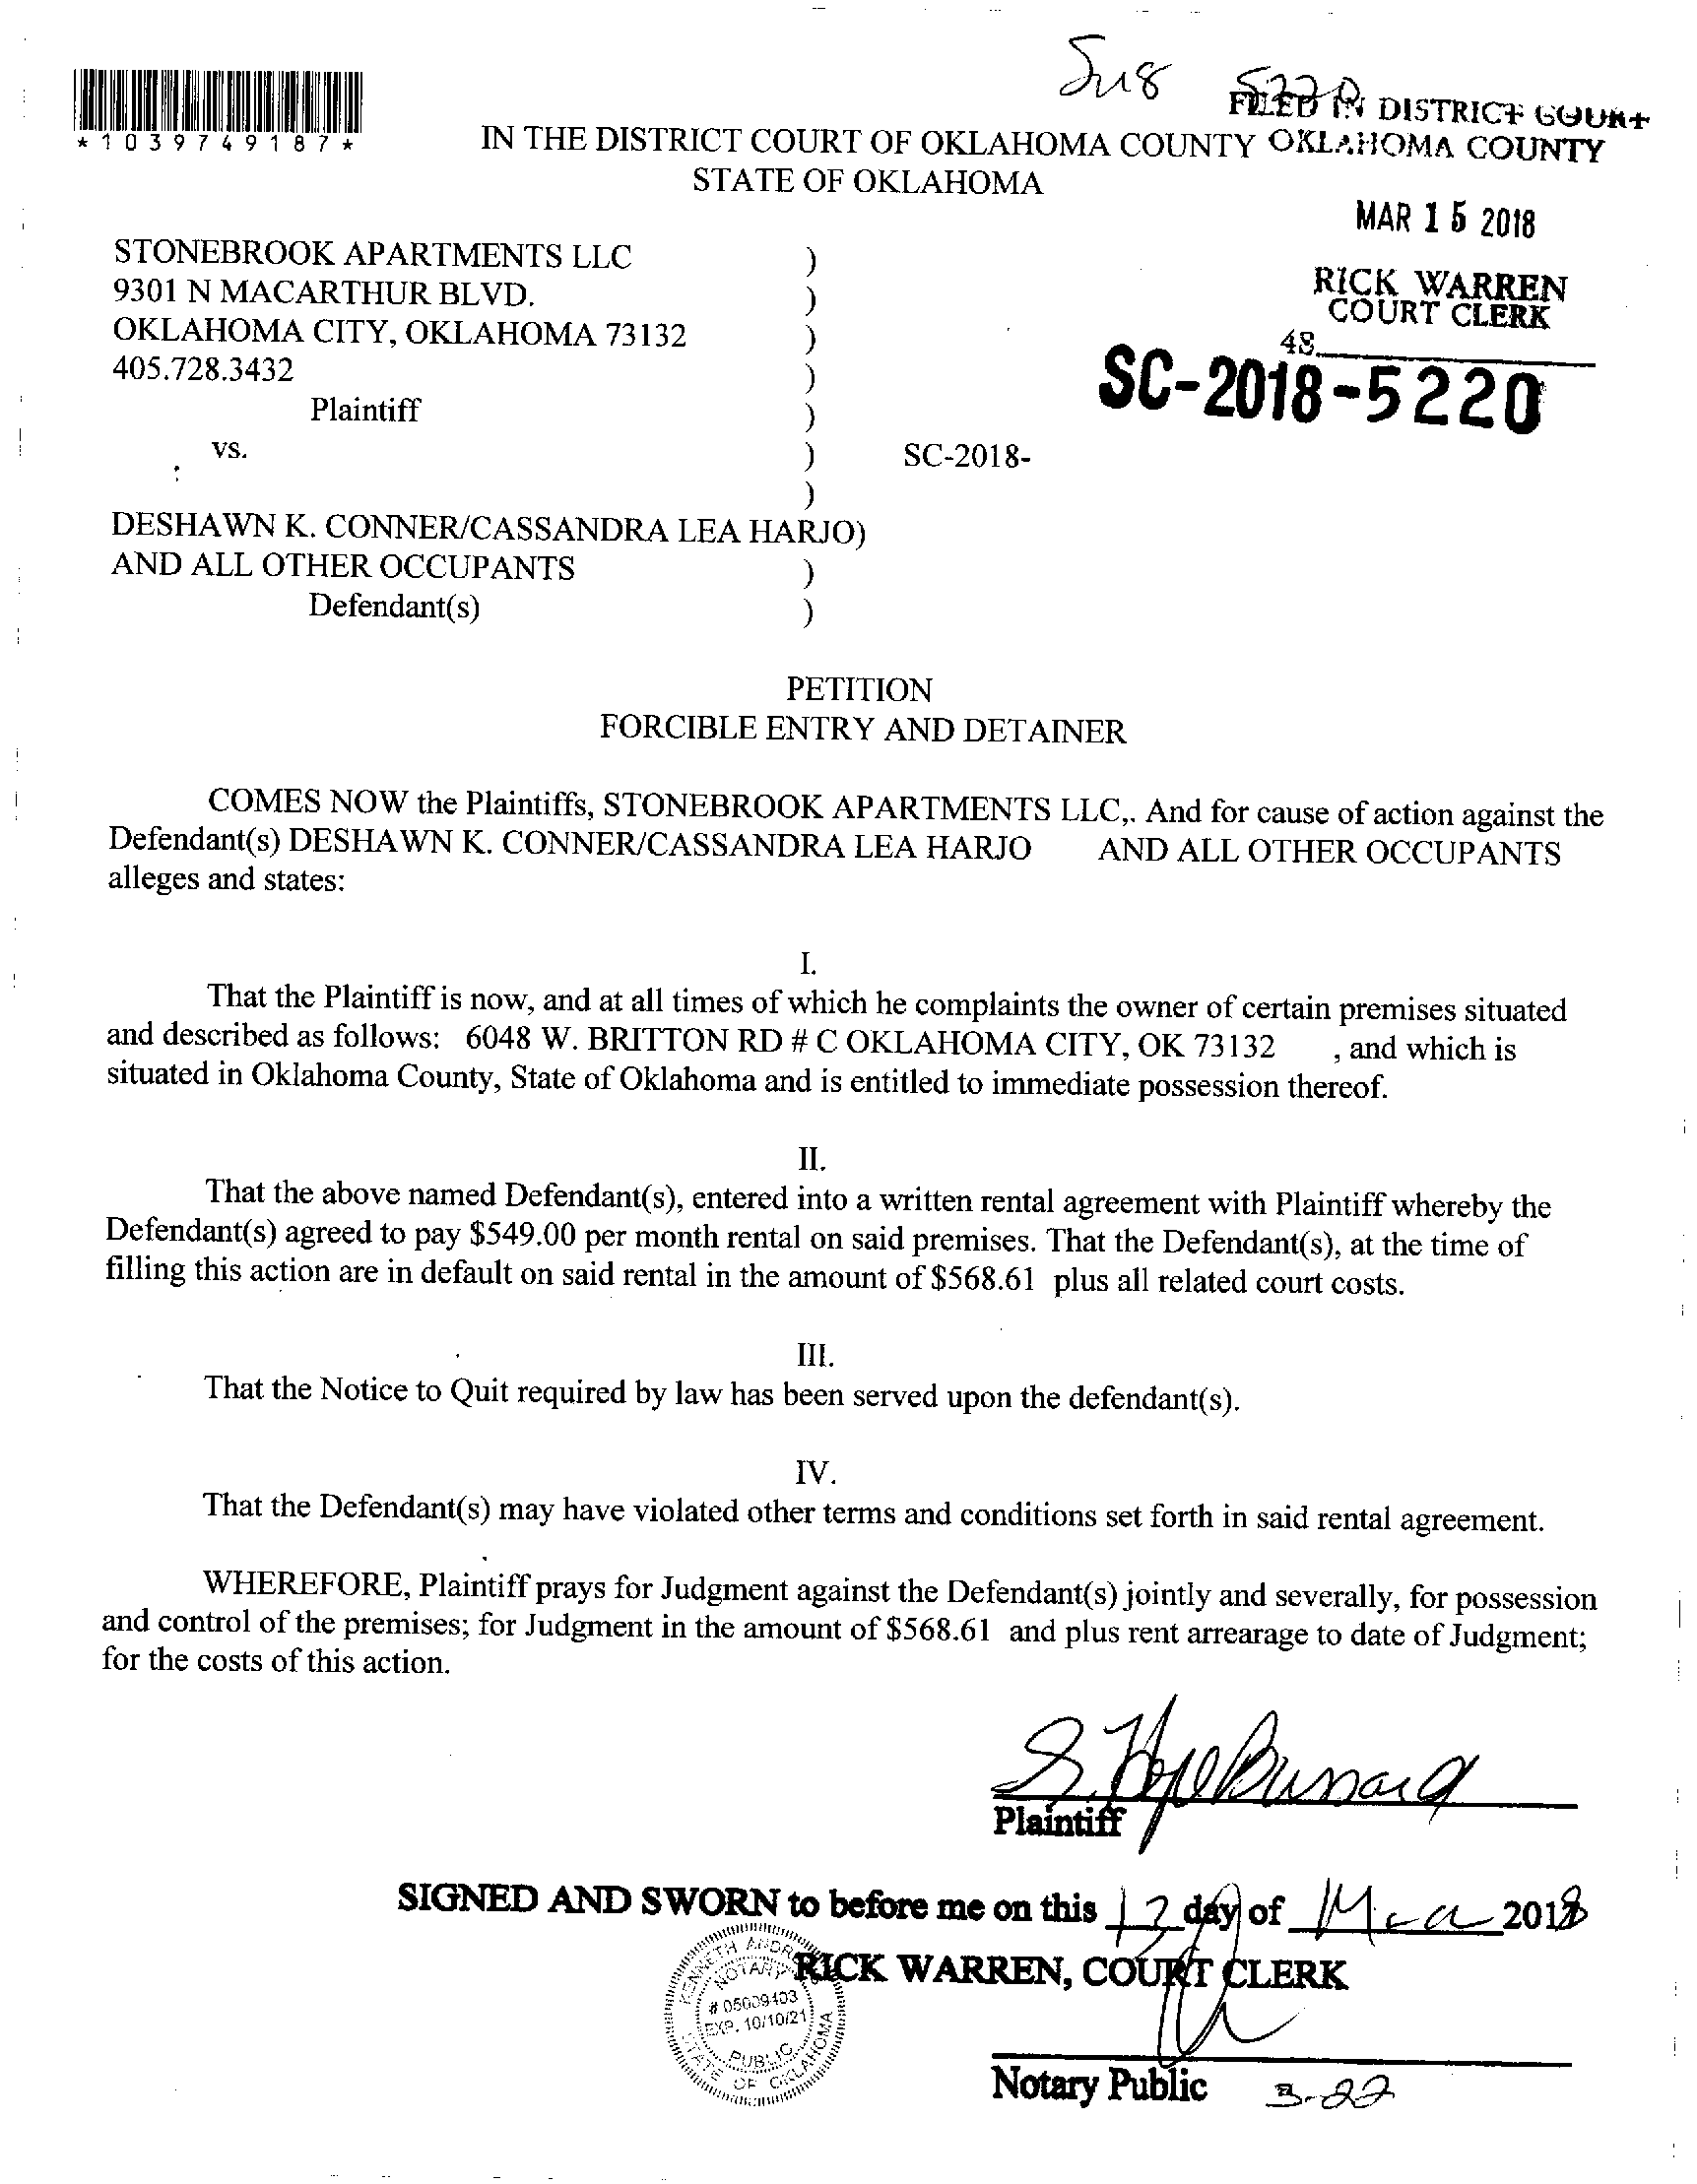 FILED IN DISTRICT COURT
OKLAHOMA COUNTY
*1039749187*
IN THE DISTRICT COURT OF OKLAHOMA COUNTY
STATE OF OKLAHOMA
MAR 15 2018
RICK WARREN
COURT CLERK
48
SC-2018-5220
STONEBROOK APARTMENTS LLC )
9301 N MACARTHUR BLVD. )
OKLAHOMA CITY, OKLAHOMA 73132 )
405.728.3432 )
Plaintiff )
vs. ) SC-2018-
)
DESHAWN K. CONNER/CASSANDRA LEA HARJO)
AND ALL OTHER OCCUPANTS )
Defendant(s) )
PETITION
FORCIBLE ENTRY AND DETAINER
COMES NOW the Plaintiffs, STONEBROOK APARTMENTS LLC,. And for cause of action against the
Defendant(s) DESHAWN K. CONNER/CASSANDRA LEA HARJO AND ALL OTHER OCCUPANTS
alleges and states:
I.
That the Plaintiff is now, and at all times of which he complaints the owner of certain premises situated
and described as follows: 6048 W. BRITTON RD # C OKLAHOMA CITY, OK 73132 , and which is
situated in Oklahoma County, State of Oklahoma and is entitled to immediate possession thereof.
II.
That the above named Defendant(s), entered into a written rental agreement with Plaintiff whereby the
Defendant(s) agreed to pay $549.00 per month rental on said premises. That the Defendant(s), at the time of
filling this action are in default on said rental in the amount of $568.61 plus all related court costs.
III.
That the Notice to Quit required by law has been served upon the defendant(s).
IV.
That the Defendant(s) may have violated other terms and conditions set forth in said rental agreement.
WHEREFORE, Plaintiff prays for Judgment against the Defendant(s) jointly and severally, for possession
and control of the premises; for Judgment in the amount of $568.61 and plus rent arrearage to date of Judgment;
for the costs of this action.
Plaintiff
SIGNED AND SWORN to before me on this day of 2018
RICK WARREN, COURT CLERK
KENNETH
NOTARY
# 05009403
EXP. 10/10/21
PUBLIC
STATE OF OKLAHOMA
Notary Public 3-22